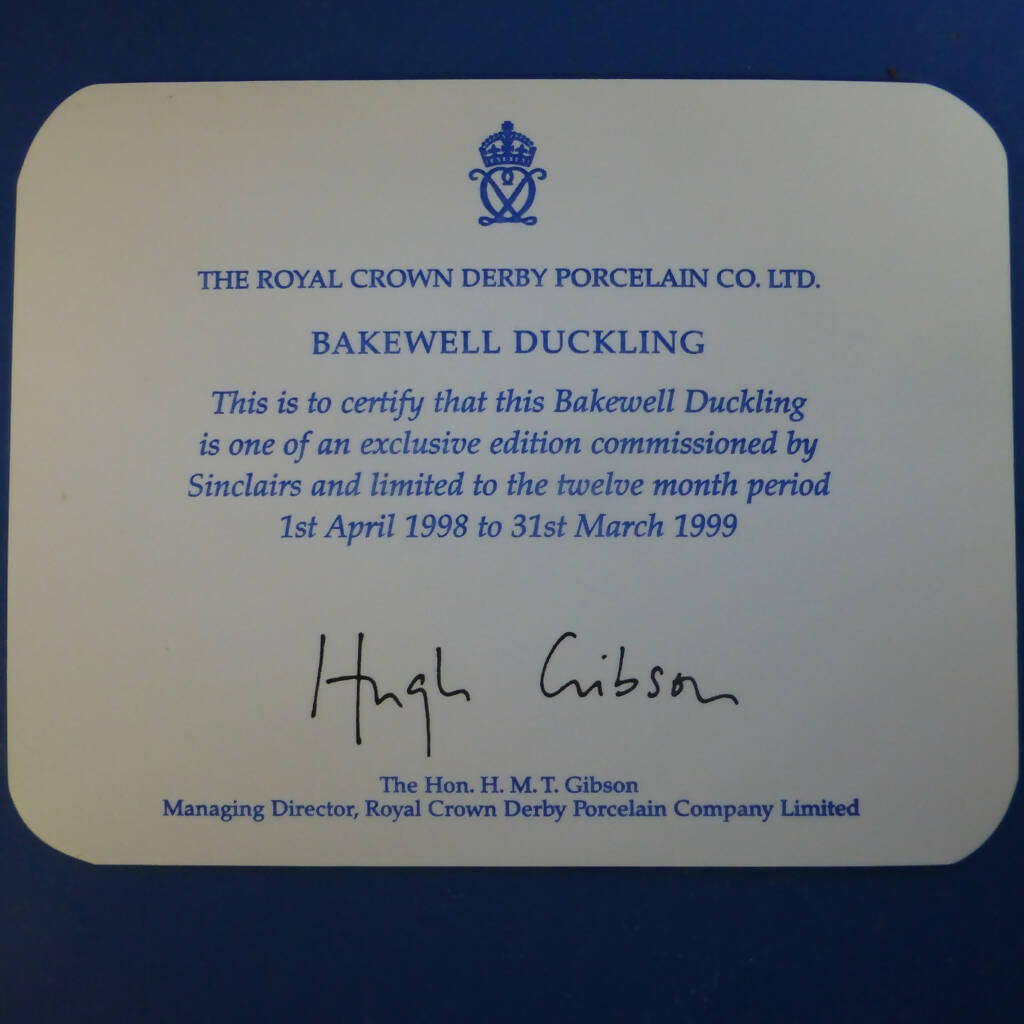 THE ROYAL CROWN DERBY PORCELAIN CO. LTD.
BAKEWELL DUCKLING
This is to certify that this Bakewell Duckling
is one of an exclusive edition commissioned by
Sinclairs and limited to the twelve month period
1st April 1998 to 31st March 1999
Hugh Gibson
The Hon. H. M. T. Gibson
Managing Director, Royal Crown Derby Porcelain Company Limited